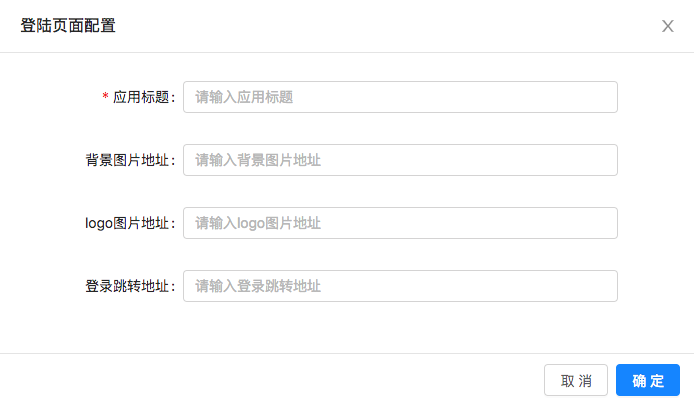 登陆页面配置
* 应用标题: 请输入应用标题
背景图片地址: 请输入背景图片地址
logo图片地址: 请输入logo图片地址
登录跳转地址: 请输入登录跳转地址
取 消 确 定